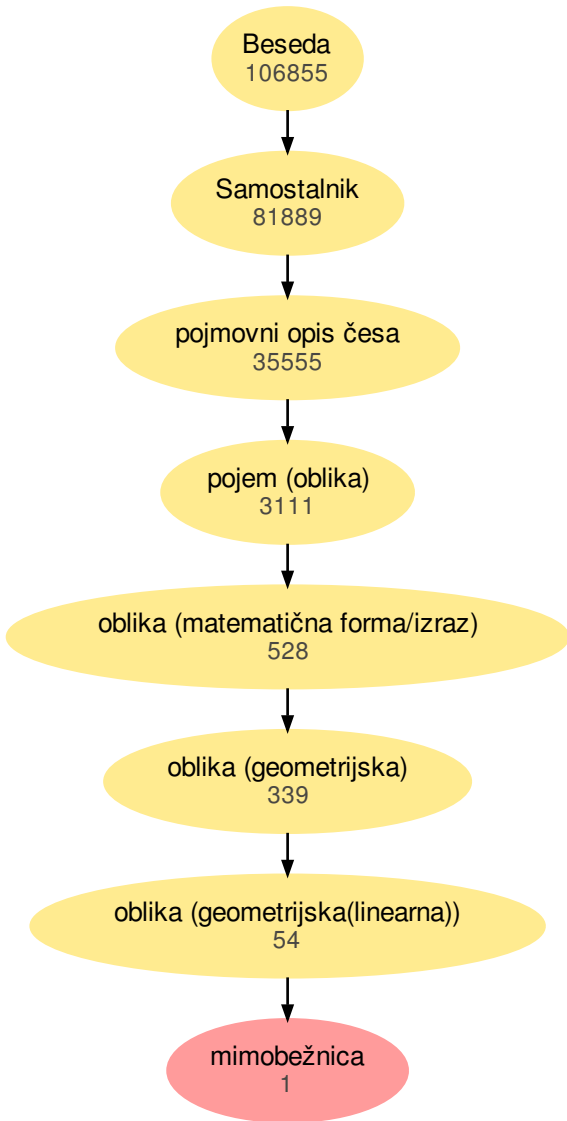 Beseda
106855
Samostalnik
81889
pojmovni opis česa
35555
pojem (oblika)
3111
oblika (matematična forma/izraz)
528
oblika (geometrijska)
339
oblika (geometrijska(linearna))
54
mimobežnica
1